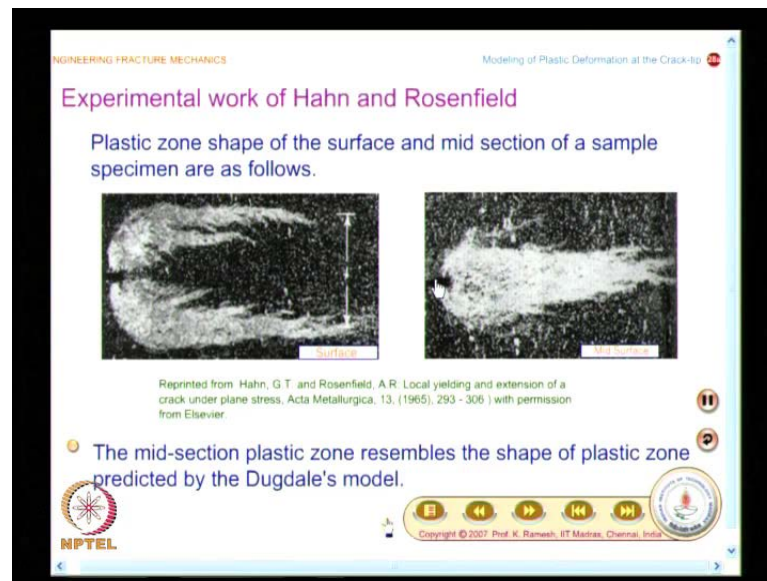 NGINEERING FRACTURE MECHANICS
Modeling of Plastic Deformation at the Crack-tip
28a
Experimental work of Hahn and Rosenfield
Plastic zone shape of the surface and mid section of a sample
specimen are as follows.
Surface
Mid Surface
Reprinted from Hahn, G.T. and Rosenfield, A.R. Local yielding and extension of a
crack under plane stress, Acta Metallurgica, 13, (1965), 293 - 306 ) with permission
from Elsevier.
The mid-section plastic zone resembles the shape of plastic zone
predicted by the Dugdale's model.
NPTEL
Copyright © 2007 Prof. K. Ramesh, IIT Madras, Chennai, India